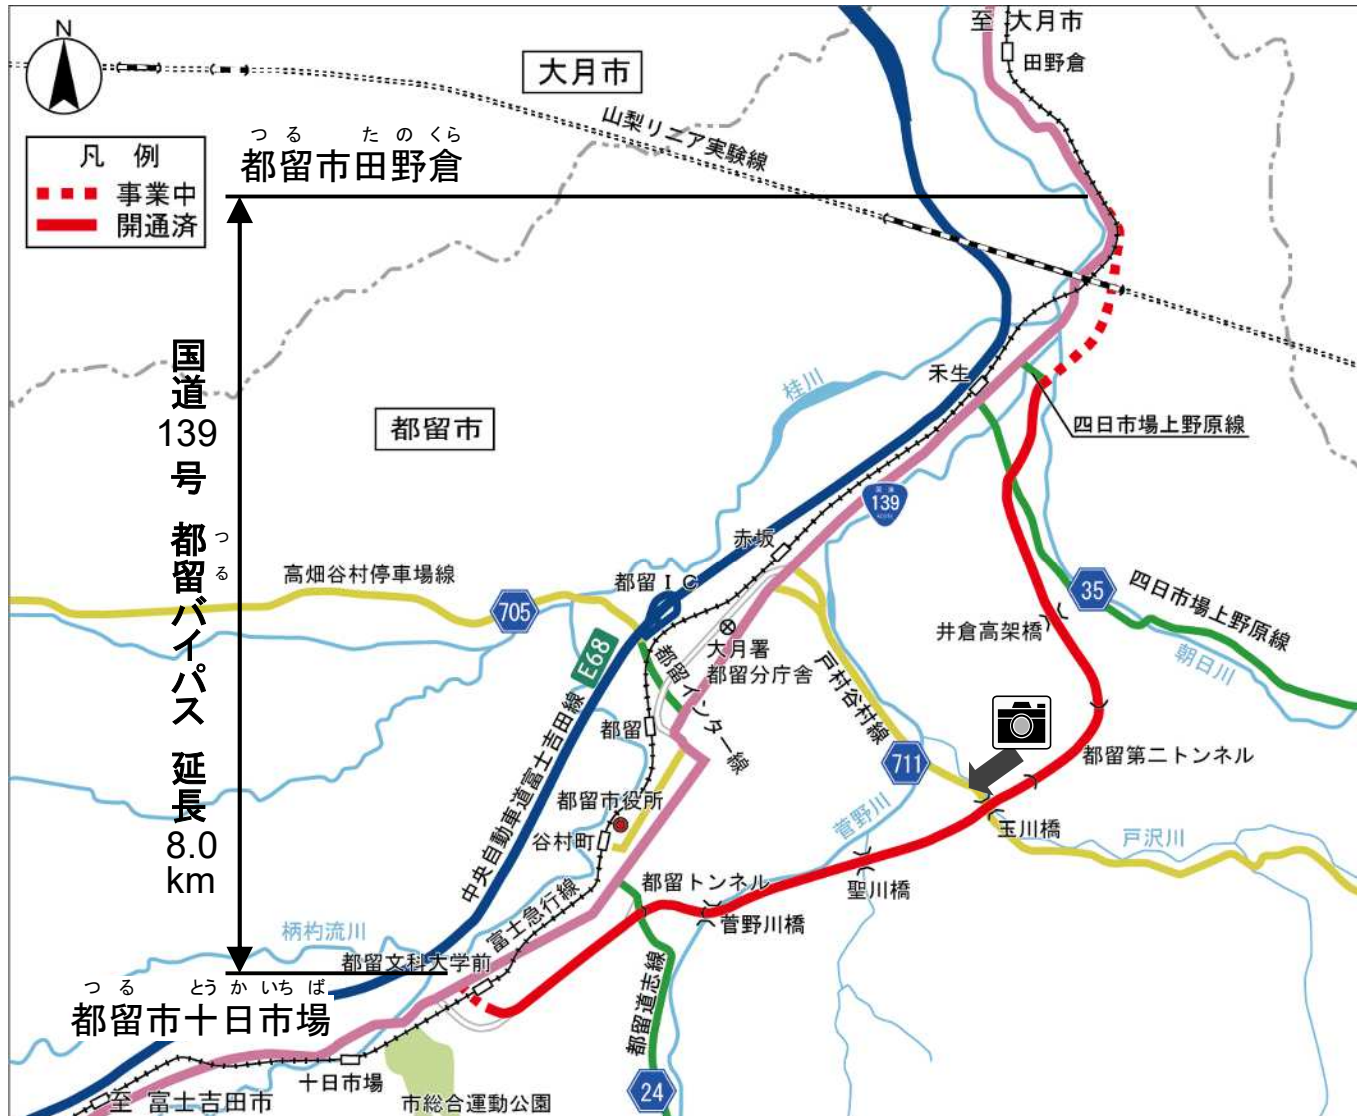 N
至 大月市
田野倉
大月市
山梨リニア実験線
凡 例
事業中
開通済
つ る た の くら
都留市田野倉
国道139号 都留バイパス 延長8.0km
つ る
禾生
桂川
四日市場上野原線
都留市
139
赤坂
高畑谷村停車場線
都留IC
705
35
四日市場上野原線
井倉高架橋
朝日川
大月署
都留分庁舎
E68
都留インター線
戸村谷村線
都留
711
都留第二トンネル
中央自動車道富士吉田線
都留市役所
菅野川
玉川橋
谷村町
戸沢川
都留トンネル
聖川橋
富士急行線
菅野川橋
柄杓流川
都留文科大学前
つ る とう か いち ば
都留市十日市場
都留道志線
十日市場
24
至 富士吉田市
市総合運動公園